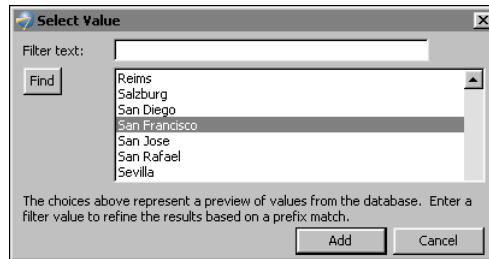 Select Value
Filter text:
Find
Reims
Salzburg
San Diego
San Francisco
San Jose
San Rafael
Sevilla
The choices above represent a preview of values from the database. Enter a
filter value to refine the results based on a prefix match.
Add
Cancel